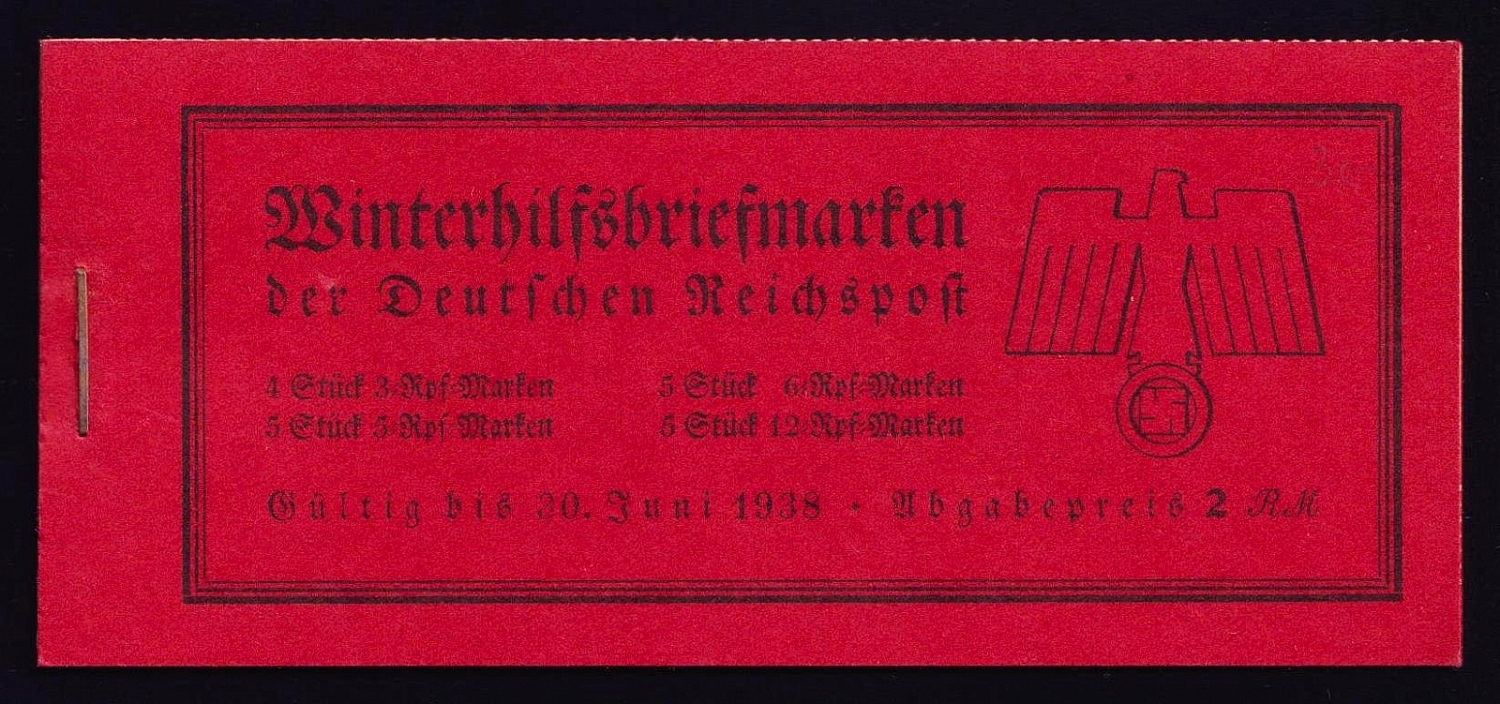 Winterhilfsbriefmarken
der Deutschen Reichspost
4 Stück 3-Rpf-Marken 5 Stück 6-Rpf-Marken
5 Stück 5-Rpf-Marken 5 Stück 12-Rpf-Marken
Gültig bis 30. Juni 1938 · Abgabepreis 2 RM